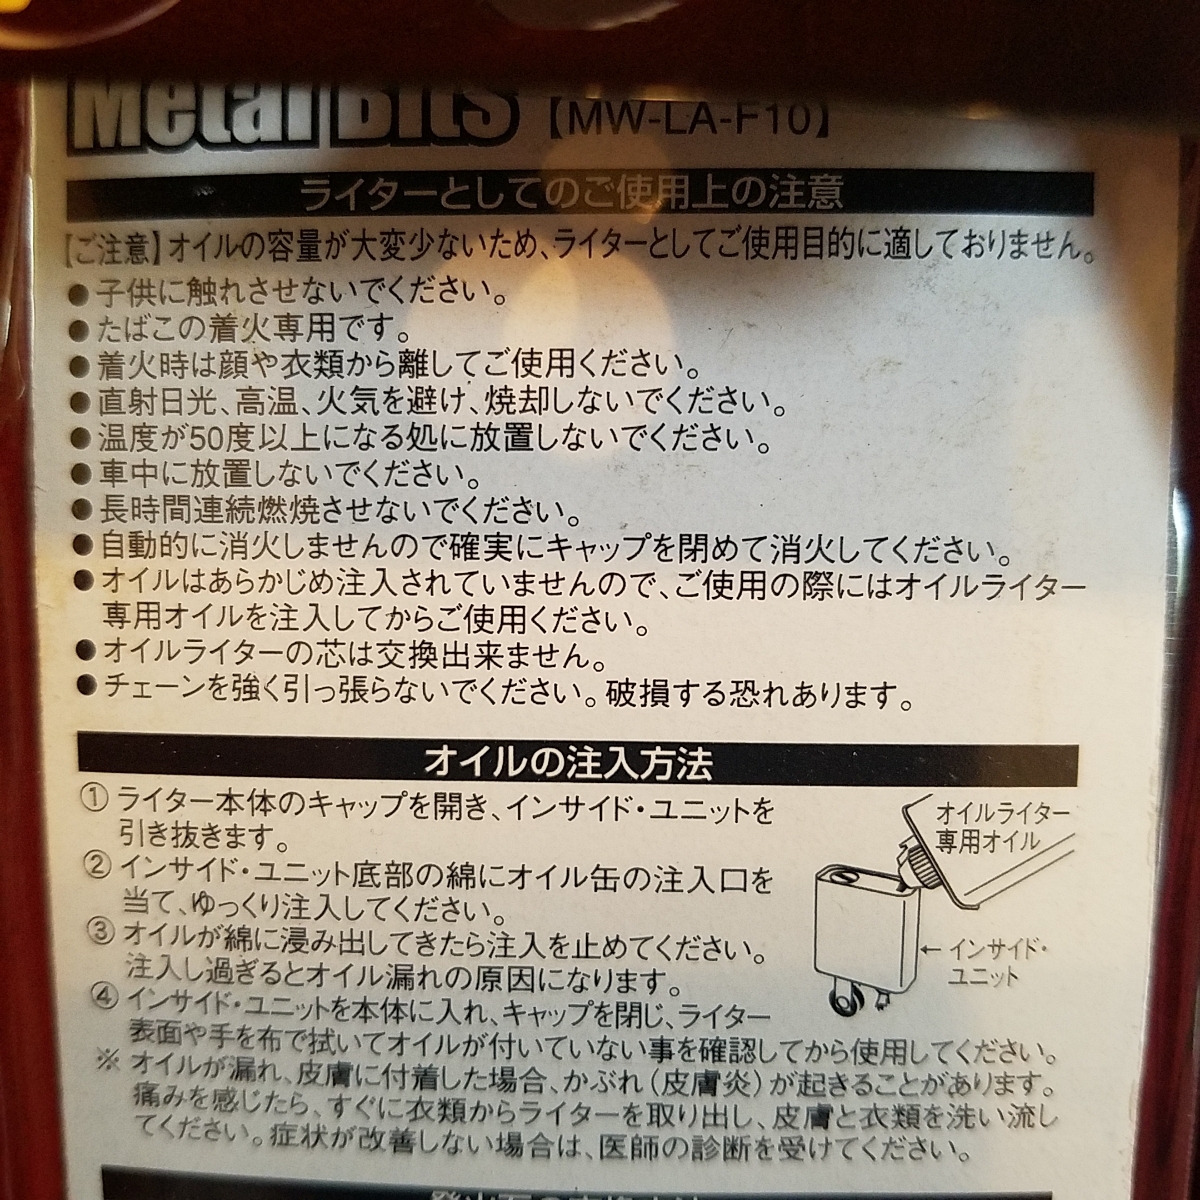 Metal Bits【MW-LA-F10】
ライターとしてのご使用上の注意
【ご注意】オイルの容量が大変少ないため、ライターとしてご使用目的に適しておりません。
●子供に触れさせないでください。
●たばこの着火専用です。
●着火時は顔や衣類から離してご使用ください。
●直射日光、高温、火気を避け、焼却しないでください。
●温度が50度以上になる処に放置しないでください。
●車中に放置しないでください。
●長時間連続燃焼させないでください。
●自動的に消火しませんので確実にキャップを閉めて消火してください。
●オイルはあらかじめ注入されていませんので、ご使用の際にはオイルライター
専用オイルを注入してからご使用ください。
●オイルライターの芯は交換出来ません。
●チェーンを強く引っ張らないでください。破損する恐れあります。
オイルの注入方法
①ライター本体のキャップを開き、インサイド・ユニットを
引き抜きます。
②インサイド・ユニット底部の綿にオイル缶の注入口を
当て、ゆっくり注入してください。
③オイルが綿に浸み出してきたら注入を止めてください。
注入し過ぎるとオイル漏れの原因になります。
④インサイド・ユニットを本体に入れ、キャップを閉じ、ライター
表面や手を布で拭いてオイルが付いていない事を確認してから使用してください。
※オイルが漏れ、皮膚に付着した場合、かぶれ（皮膚炎）が起きることがあります。
痛みを感じたら、すぐに衣類からライターを取り出し、皮膚と衣類を洗い流し
てください。症状が改善しない場合は、医師の診断を受けてください。
オイルライター
専用オイル
←インサイド・
ユニット